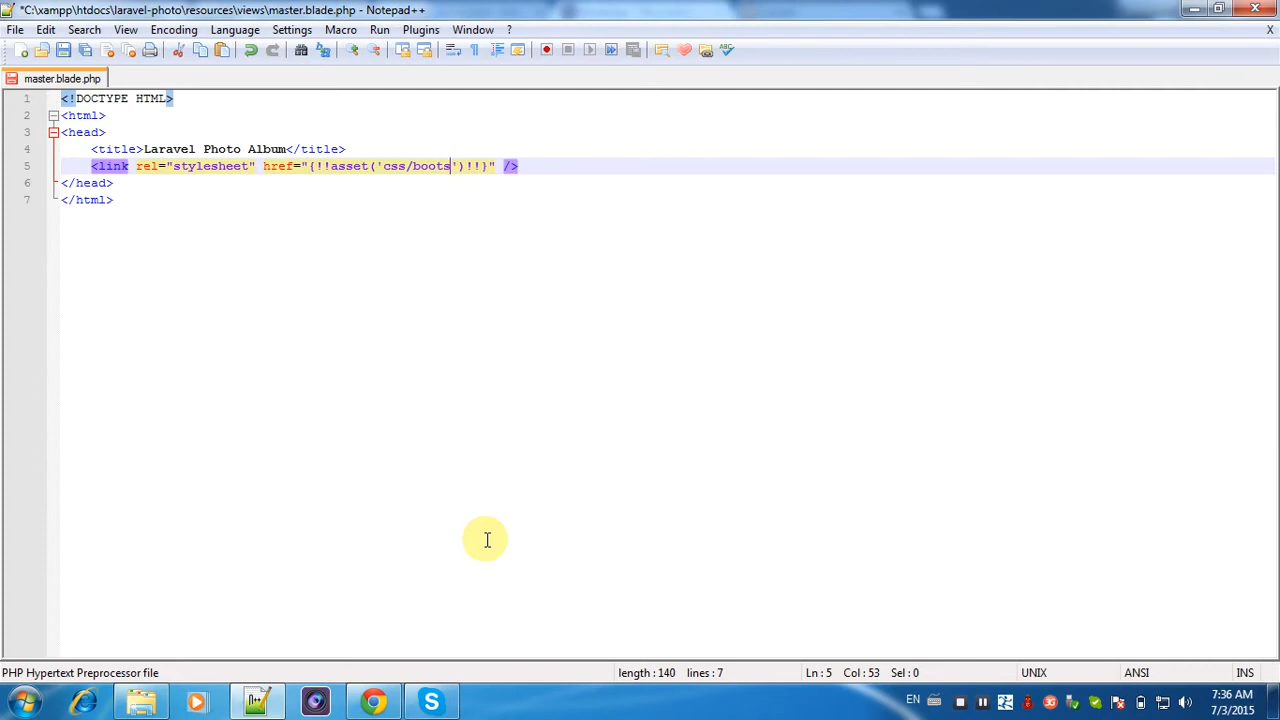 *C:\xampp\htdocs\laravel-photo\resources\views\master.blade.php - Notepad++
File Edit Search View Encoding Language Settings Macro Run Plugins Window ? X
master.blade.php
1 <!DOCTYPE HTML>
2 <html>
3 <head>
4 <title>Laravel Photo Album</title>
5 <link rel="stylesheet" href="{!!asset('css/boots')!!}" />
6 </head>
7 </html>
PHP Hypertext Preprocessor file length : 140 lines : 7 Ln : 5 Col : 53 Sel : 0 UNIX ANSI INS
EN 7:36 AM
7/3/2015